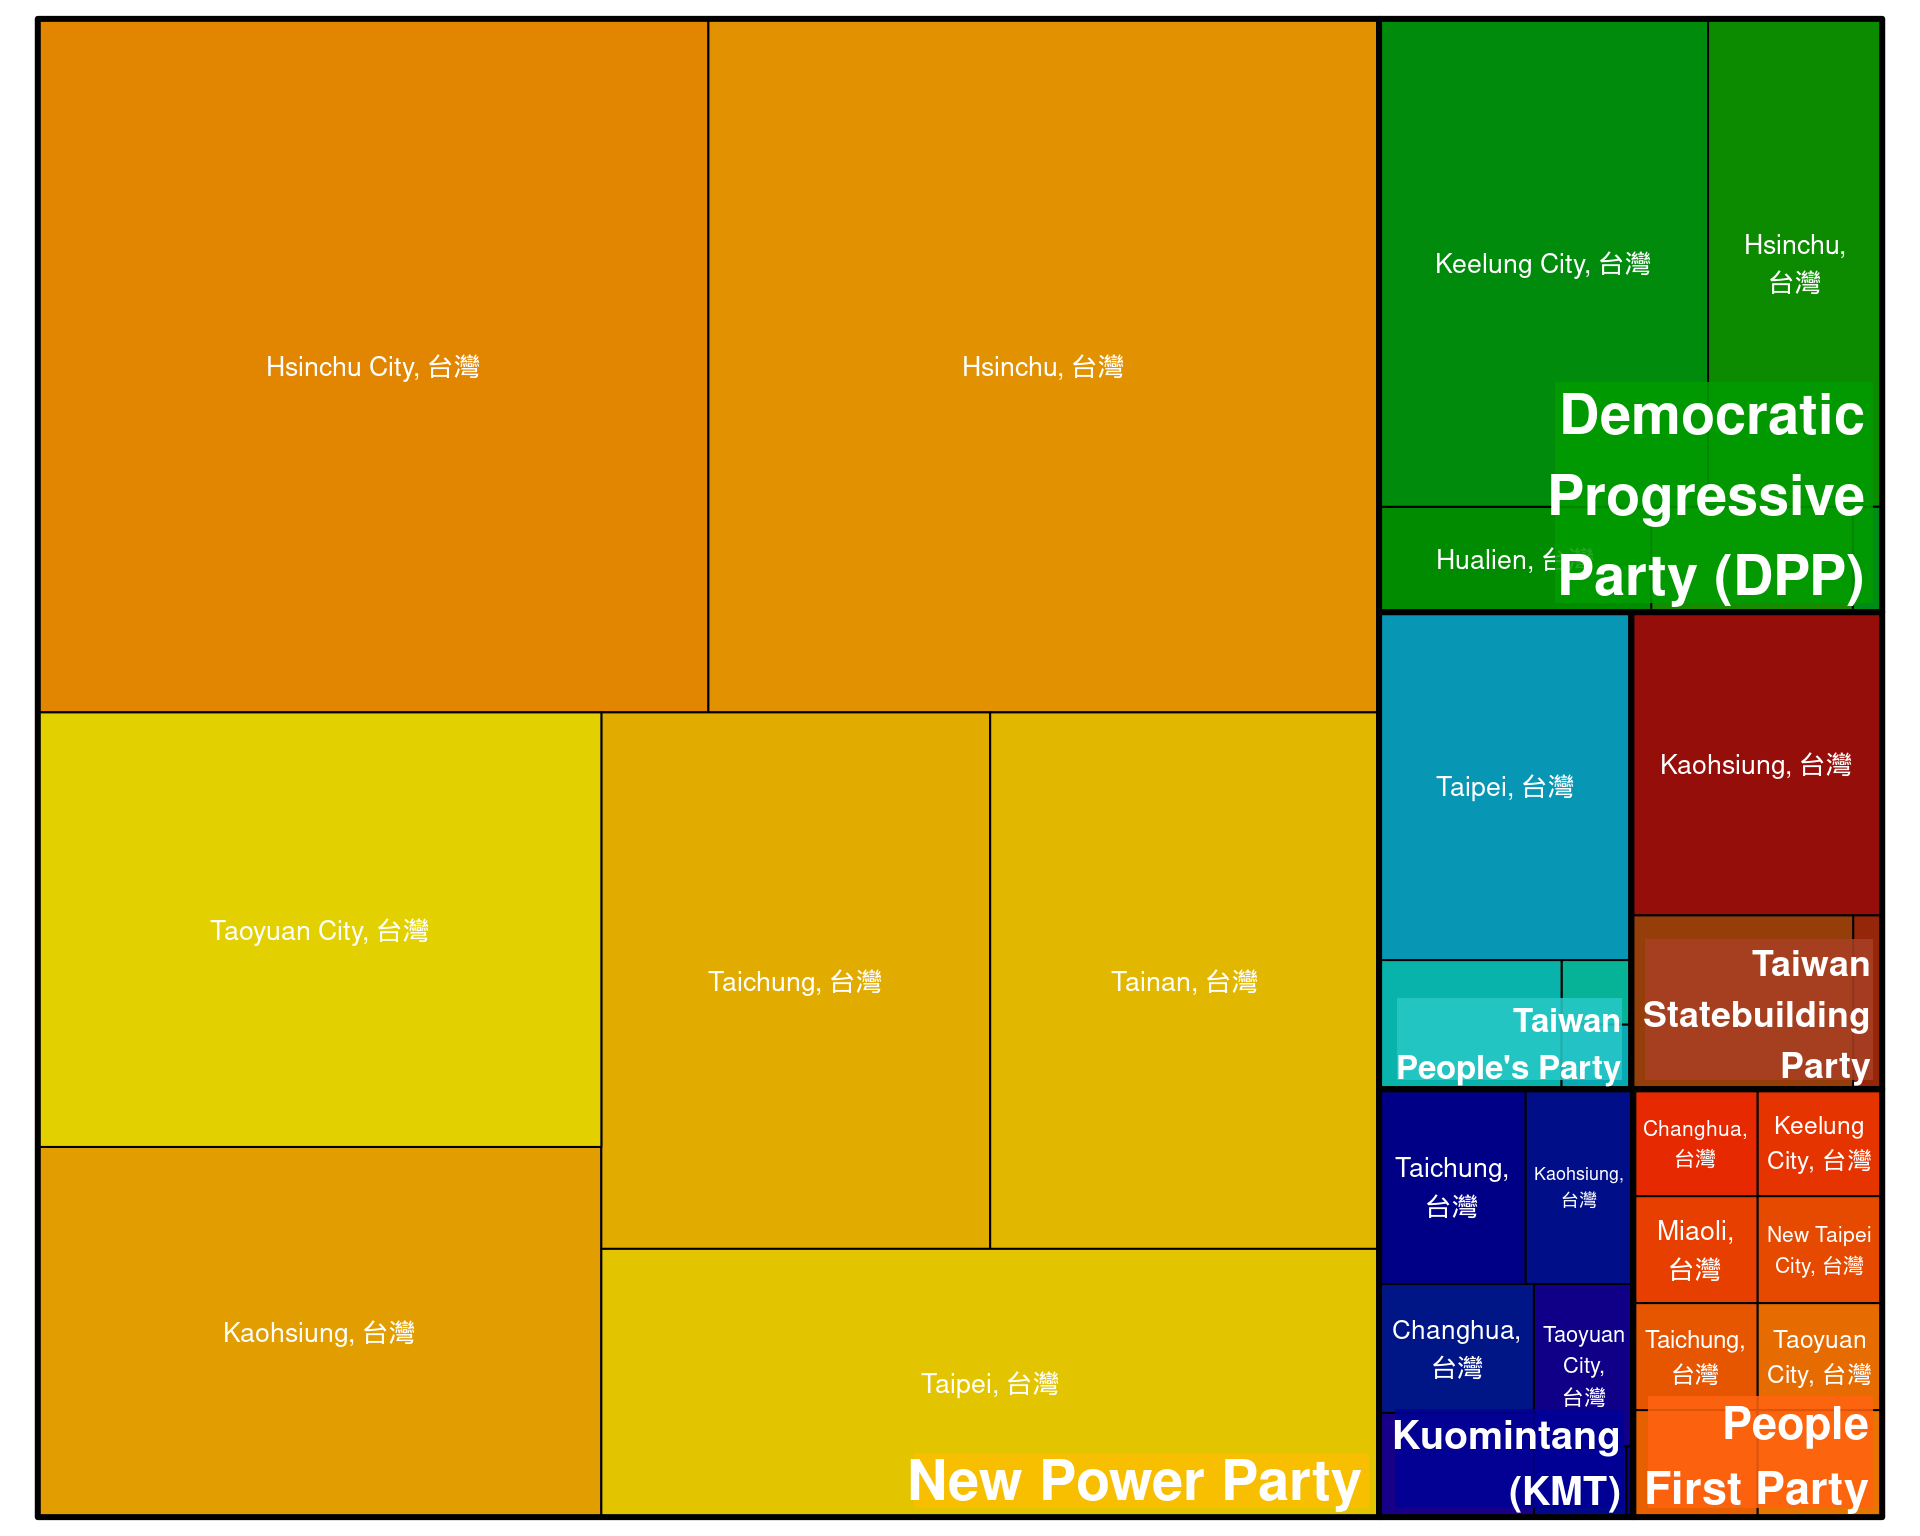 Hsinchu City, 台灣
Hsinchu, 台灣
Taoyuan City, 台灣
Taichung, 台灣
Tainan, 台灣
Kaohsiung, 台灣
Taipei, 台灣
New Power Party
Keelung City, 台灣
Hsinchu,
台灣
Hualien, 台灣
Democratic
Progressive
Party (DPP)
Taipei, 台灣
Taiwan
People's Party
Kaohsiung, 台灣
Taiwan
Statebuilding
Party
Taichung,
台灣
Kaohsiung,
台灣
Changhua,
台灣
Taoyuan
City,
台灣
Kuomintang
(KMT)
Changhua,
台灣
Keelung
City, 台灣
Miaoli,
台灣
New Taipei
City, 台灣
Taichung,
台灣
Taoyuan
City, 台灣
People
First Party